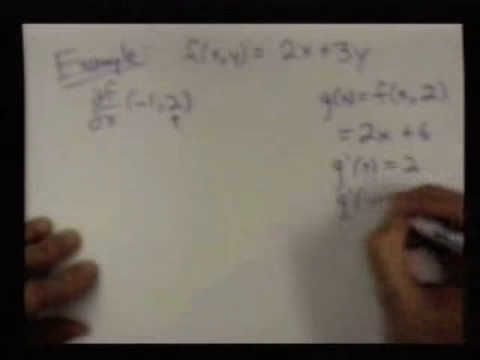 Example: f(x,y) = 2x+3y
∂f/∂x (-1,2)
g(x) = f(x,2)
= 2x + 6
g'(x) = 2
g'(-